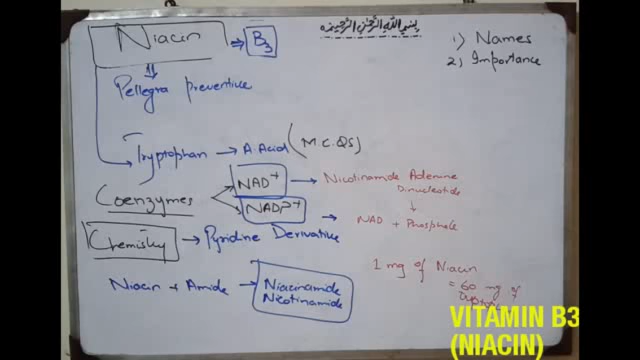 بسم اللہ الرحمن الرحیم
Niacin ⇒ B3
1) Names
2) Importance
Pellegra preventive
Tryptophan → A.Acid (M.C.QS)
Coenzymes
NAD+ → Nicotinamide Adenine
Dinucleotide
NADP+ → NAD + Phosphate
Chemistry → Pyridine Derivative
1 mg of Niacin
= 60 mg of
Niacin + Amide → Niacinamide
Nicotinamide
VITAMIN B3
(NIACIN)